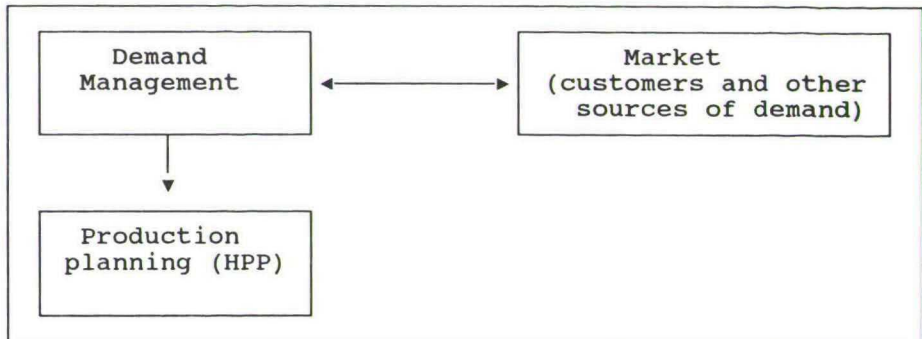 Demand
Management
Market
(customers and other
sources of demand)
Production
planning (HPP)